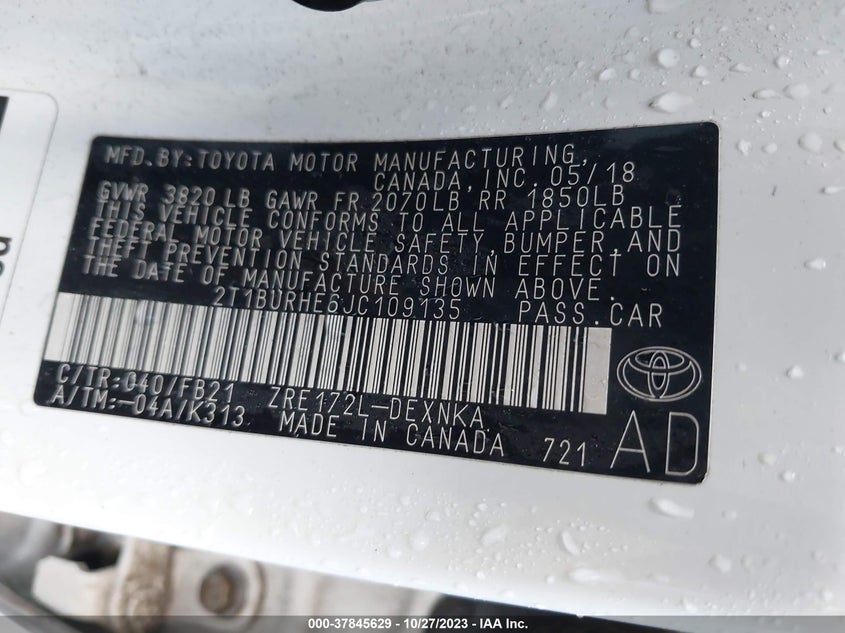 MFD.BY:TOYOTA MOTOR MANUFACTURING,
CANADA,INC. 05/18
GVWR 3820 LB GAWR FR 2070LB RR 1850LB
THIS VEHICLE CONFORMS TO ALL APPLICABLE
FEDERAL MOTOR VEHICLE SAFETY,BUMPER,AND
THEFT PREVENTION STANDARDS IN EFFECT ON
THE DATE OF MANUFACTURE SHOWN ABOVE.
2T1BURHE6JC109135 PASS.CAR
C/TR:040/FB21 ZRE172L-DEXNKA
A/TM:-04A/K313 MADE IN CANADA 721 AD
000-37845629 - 10/27/2023 - IAA Inc.